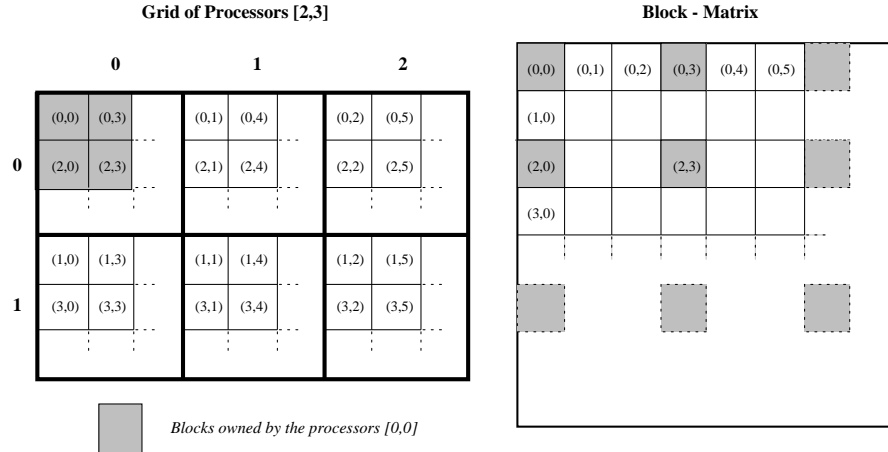 Grid of Processors [2,3]
0 1 2
0
(0,0) (0,3) (0,1) (0,4) (0,2) (0,5)
(2,0) (2,3) (2,1) (2,4) (2,2) (2,5)
1
(1,0) (1,3) (1,1) (1,4) (1,2) (1,5)
(3,0) (3,3) (3,1) (3,4) (3,2) (3,5)
Blocks owned by the processors [0,0]
Block - Matrix
(0,0) (0,1) (0,2) (0,3) (0,4) (0,5)
(1,0)
(2,0) (2,3)
(3,0)